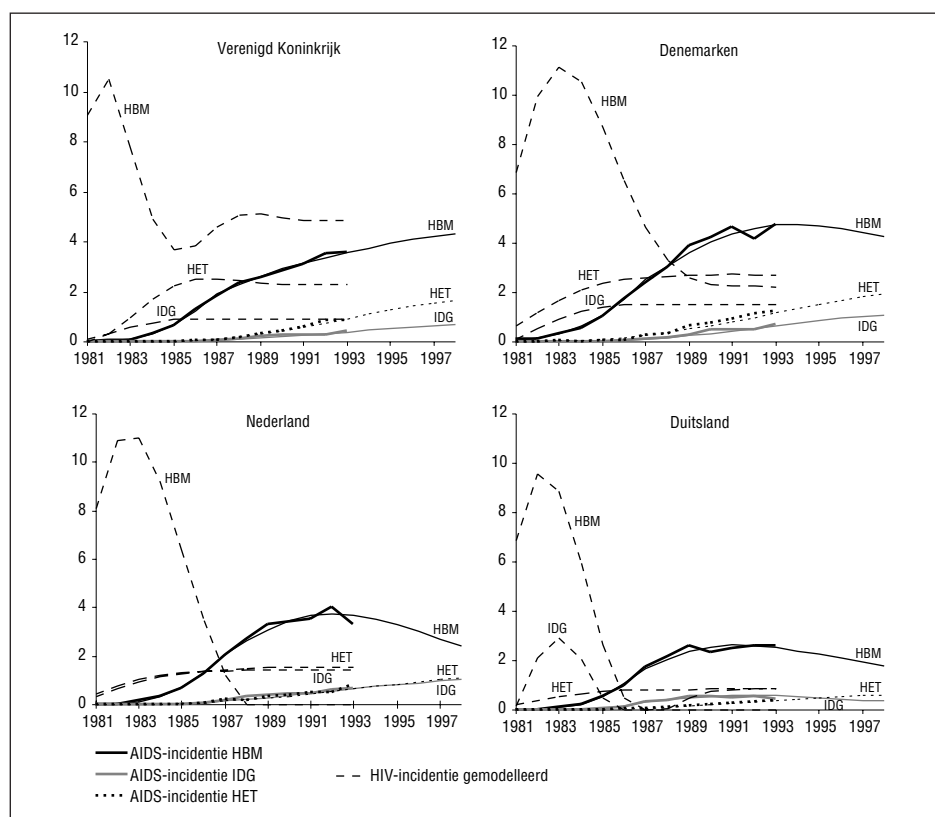 Verenigd Koninkrijk
12
10
8
6
4
2
0
HBM
HET
IDG
HBM
HET
IDG
1981 1983 1985 1987 1989 1991 1993 1995 1997
Denemarken
12
10
8
6
4
2
0
HBM
HET
IDG
HBM
HET
IDG
1981 1983 1985 1987 1989 1991 1993 1995 1997
Nederland
12
10
8
6
4
2
0
HBM
HBM
HET
IDG
HET
IDG
1981 1983 1985 1987 1989 1991 1993 1995 1997
Duitsland
12
10
8
6
4
2
0
HBM
IDG
HET
HBM
HET
IDG
1981 1983 1985 1987 1989 1991 1993 1995 1997
AIDS-incidentie HBM
AIDS-incidentie IDG
HIV-incidentie gemodelleerd
AIDS-incidentie HET